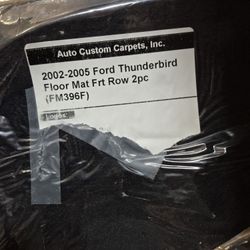 Auto Custom Carpets, Inc.
2002-2005 Ford Thunderbird
Floor Mat Frt Row 2pc
(FM396F)